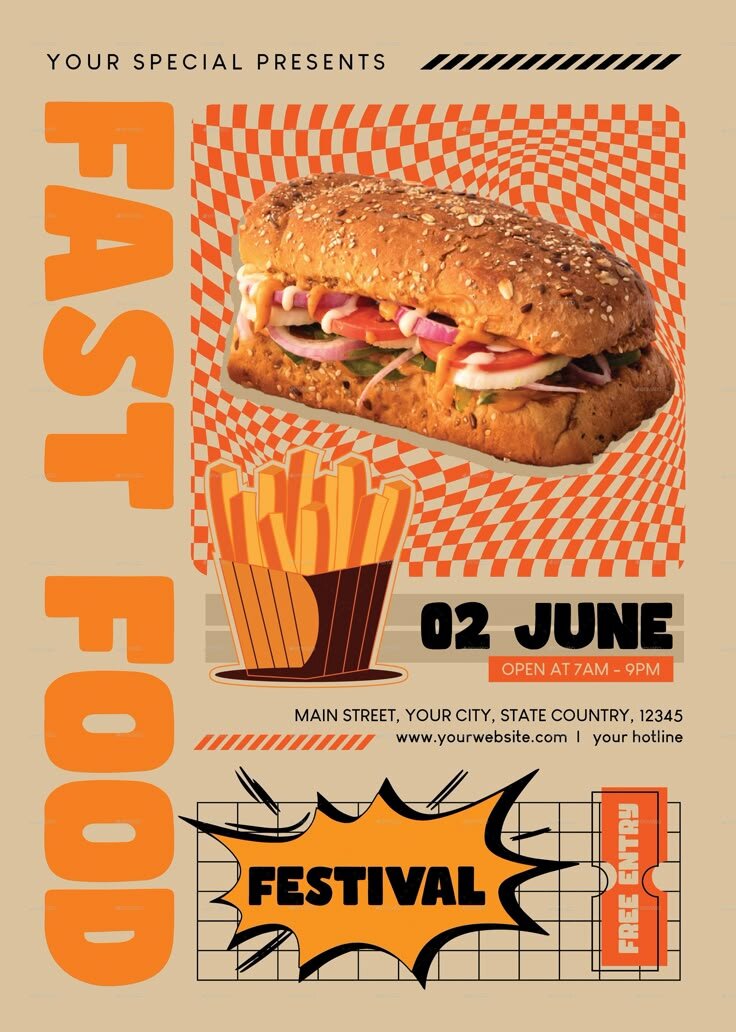 YOUR SPECIAL PRESENTS
FAST FOOD
02 JUNE
OPEN AT 7AM - 9PM
MAIN STREET, YOUR CITY, STATE COUNTRY, 12345
www.yourwebsite.com | your hotline
FESTIVAL
FREE ENTRY